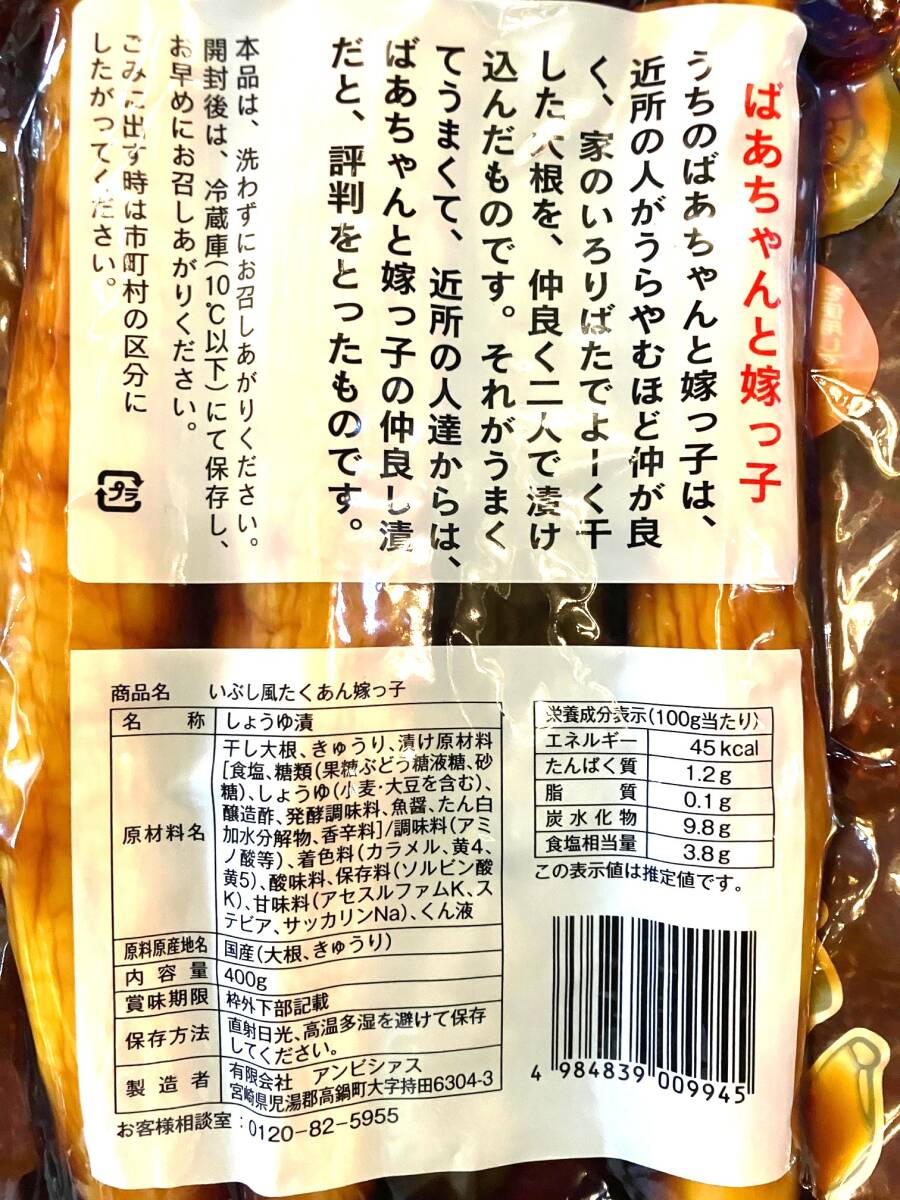 ばあちゃんと嫁っ子
うちのばあちゃんと嫁っ子は、
近所の人がうらやむほど仲が良
く、家のいろりばたでよーく干
した大根を、仲良く二人で漬け
込んだものです。それがうまく
てうまくて、近所の人達からは、
ばあちゃんと嫁っ子の仲良し漬
だと、評判をとったものです。
本品は、洗わずにお召しあがりください。
開封後は、冷蔵庫(10℃以下)にて保存し、
お早めにお召しあがりください。
ごみに出す時は市町村の区分に
したがってください。
プラ
商品名 いぶし風たくあん嫁っ子
名称 しょうゆ漬
原材料名 干し大根、きゅうり、漬け原材料
[食塩、糖類(果糖ぶどう糖液糖、砂
糖)、しょうゆ(小麦・大豆を含む)、
醸造酢、発酵調味料、魚醤、たん白
加水分解物、香辛料]/調味料(アミ
ノ酸等)、着色料(カラメル、黄4、
黄5)、酸味料、保存料(ソルビン酸
K)、甘味料(アセスルファムK、ス
テビア、サッカリンNa)、くん液
原料原産地名 国産(大根、きゅうり)
内容量 400g
賞味期限 枠外下部記載
保存方法 直射日光、高温多湿を避けて保存
してください。
製造者 有限会社 アンビシァス
宮崎県児湯郡高鍋町大字持田6304-3
お客様相談室:0120-82-5955
栄養成分表示(100g当たり)
エネルギー 45kcal
たんぱく質 1.2g
脂質 0.1g
炭水化物 9.8g
食塩相当量 3.8g
この表示値は推定値です。
4 984839 009945